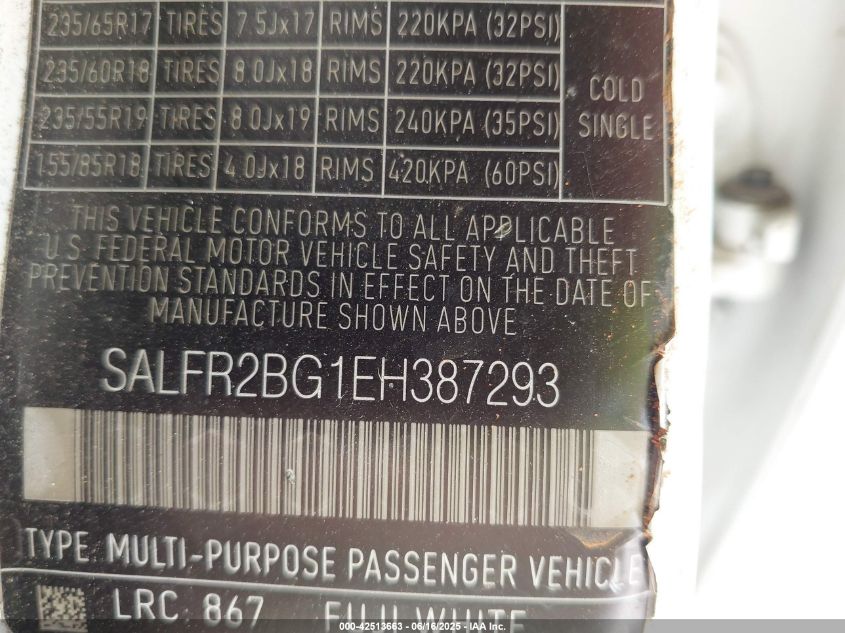 235/65R17 TIRES 7.5Jx17 RIMS 220KPA (32PSI)
235/60R18 TIRES 8.0Jx18 RIMS 220KPA (32PSI)
235/55R19 TIRES 8.0Jx19 RIMS 240KPA (35PSI)
155/85R18 TIRES 4.0Jx18 RIMS 420KPA (60PSI)
COLD
SINGLE
THIS VEHICLE CONFORMS TO ALL APPLICABLE
U.S. FEDERAL MOTOR VEHICLE SAFETY AND THEFT
PREVENTION STANDARDS IN EFFECT ON THE DATE OF
MANUFACTURE SHOWN ABOVE
SALFR2BG1EH387293
TYPE MULTI-PURPOSE PASSENGER VEHICLE
LRC 867 FUJI WHITE
000-42513663 - 06/16/2025 - IAA Inc.